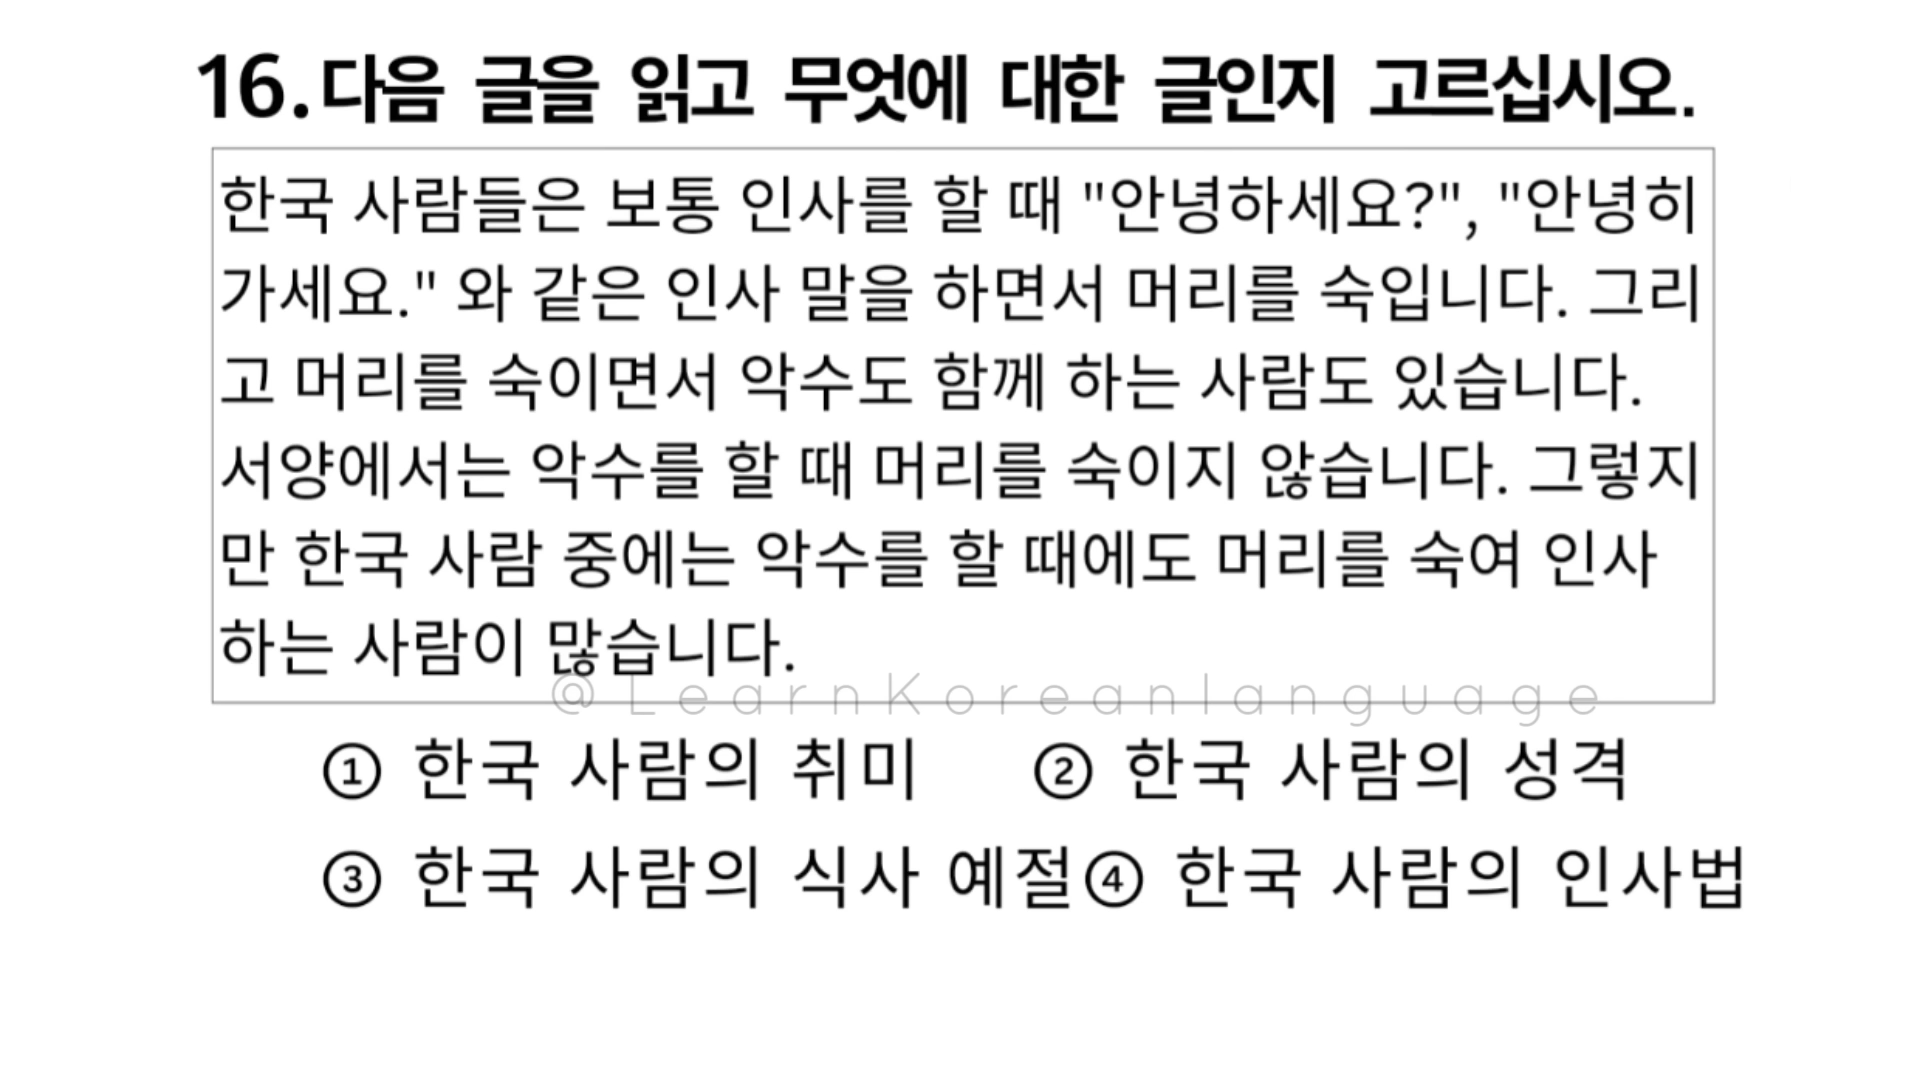 16.다음 글을 읽고 무엇에 대한 글인지 고르십시오.
한국 사람들은 보통 인사를 할 때 "안녕하세요?", "안녕히
가세요." 와 같은 인사 말을 하면서 머리를 숙입니다. 그리
고 머리를 숙이면서 악수도 함께 하는 사람도 있습니다.
서양에서는 악수를 할 때 머리를 숙이지 않습니다. 그렇지
만 한국 사람 중에는 악수를 할 때에도 머리를 숙여 인사
하는 사람이 많습니다.
@LearnKoreanlanguage
① 한국 사람의 취미 ② 한국 사람의 성격
③ 한국 사람의 식사 예절④ 한국 사람의 인사법